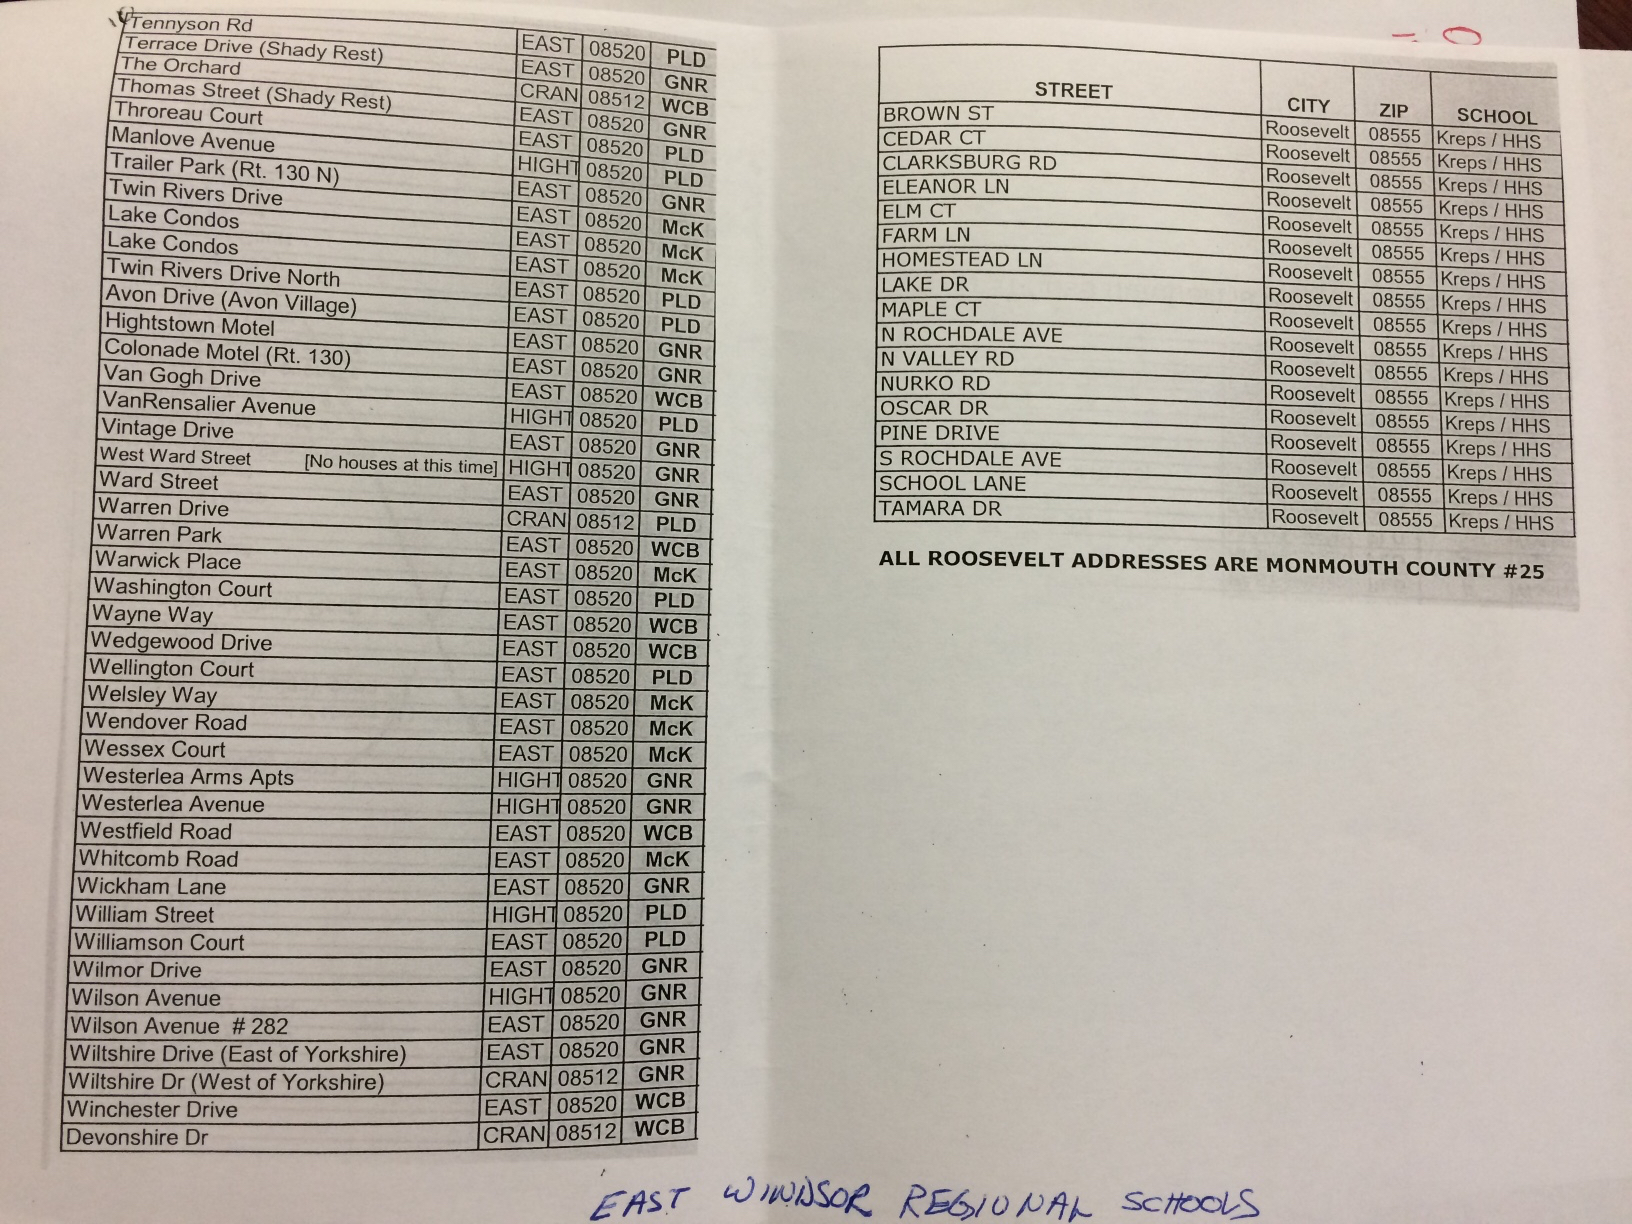 Tennyson Rd EAST 08520 PLD
Terrace Drive (Shady Rest) EAST 08520 GNR
The Orchard CRAN 08512 WCB
Thomas Street (Shady Rest) EAST 08520 GNR
Throreau Court EAST 08520 PLD
Manlove Avenue HIGHT 08520 PLD
Trailer Park (Rt. 130 N) EAST 08520 GNR
Twin Rivers Drive EAST 08520 McK
Lake Condos EAST 08520 McK
Lake Condos EAST 08520 McK
Twin Rivers Drive North EAST 08520 PLD
Avon Drive (Avon Village) EAST 08520 PLD
Hightstown Motel EAST 08520 GNR
Colonade Motel (Rt. 130) EAST 08520 GNR
Van Gogh Drive EAST 08520 WCB
VanRensalier Avenue HIGHT 08520 PLD
Vintage Drive EAST 08520 GNR
West Ward Street [No houses at this time] HIGHT 08520 GNR
Ward Street EAST 08520 GNR
Warren Drive CRAN 08512 PLD
Warren Park EAST 08520 WCB
Warwick Place EAST 08520 McK
Washington Court EAST 08520 PLD
Wayne Way EAST 08520 WCB
Wedgewood Drive EAST 08520 WCB
Wellington Court EAST 08520 PLD
Welsley Way EAST 08520 McK
Wendover Road EAST 08520 McK
Wessex Court EAST 08520 McK
Westerlea Arms Apts HIGHT 08520 GNR
Westerlea Avenue HIGHT 08520 GNR
Westfield Road EAST 08520 WCB
Whitcomb Road EAST 08520 McK
Wickham Lane EAST 08520 GNR
William Street HIGHT 08520 PLD
Williamson Court EAST 08520 PLD
Wilmor Drive EAST 08520 GNR
Wilson Avenue HIGHT 08520 GNR
Wilson Avenue # 282 EAST 08520 GNR
Wiltshire Drive (East of Yorkshire) EAST 08520 GNR
Wiltshire Dr (West of Yorkshire) CRAN 08512 GNR
Winchester Drive EAST 08520 WCB
Devonshire Dr CRAN 08512 WCB
STREET CITY ZIP SCHOOL
BROWN ST Roosevelt 08555 Kreps / HHS
CEDAR CT Roosevelt 08555 Kreps / HHS
CLARKSBURG RD Roosevelt 08555 Kreps / HHS
ELEANOR LN Roosevelt 08555 Kreps / HHS
ELM CT Roosevelt 08555 Kreps / HHS
FARM LN Roosevelt 08555 Kreps / HHS
HOMESTEAD LN Roosevelt 08555 Kreps / HHS
LAKE DR Roosevelt 08555 Kreps / HHS
MAPLE CT Roosevelt 08555 Kreps / HHS
N ROCHDALE AVE Roosevelt 08555 Kreps / HHS
N VALLEY RD Roosevelt 08555 Kreps / HHS
NURKO RD Roosevelt 08555 Kreps / HHS
OSCAR DR Roosevelt 08555 Kreps / HHS
PINE DRIVE Roosevelt 08555 Kreps / HHS
S ROCHDALE AVE Roosevelt 08555 Kreps / HHS
SCHOOL LANE Roosevelt 08555 Kreps / HHS
TAMARA DR Roosevelt 08555 Kreps / HHS
ALL ROOSEVELT ADDRESSES ARE MONMOUTH COUNTY #25
EAST WINDSOR REGIONAL SCHOOLS